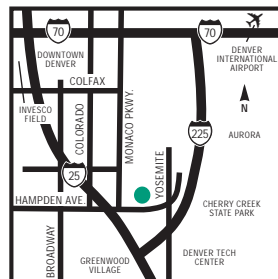 70
70
DOWNTOWN
DENVER
DENVER
INTERNATIONAL
AIRPORT
COLFAX
N
INVESCO
FIELD
COLORADO
MONACO PKWY.
225
AURORA
YOSEMITE
25
HAMPDEN AVE.
CHERRY CREEK
STATE PARK
BROADWAY
GREENWOOD
VILLAGE
DENVER TECH
CENTER